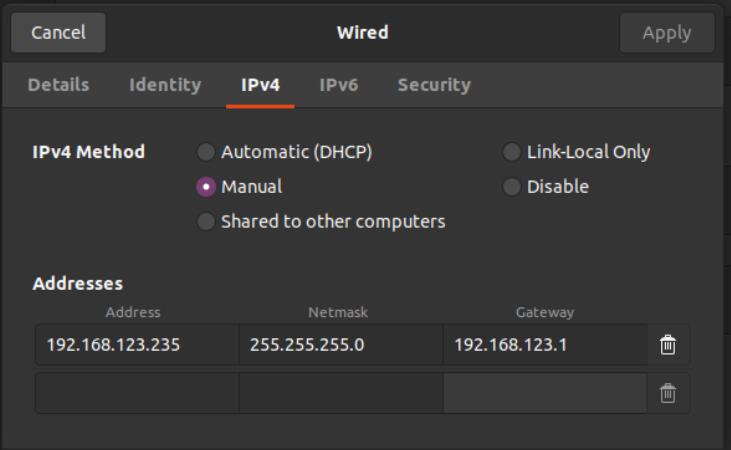 Cancel Wired Apply
Details Identity IPv4 IPv6 Security
IPv4 Method Automatic (DHCP) Link-Local Only
Manual Disable
Shared to other computers
Addresses
Address Netmask Gateway
192.168.123.235 255.255.255.0 192.168.123.1